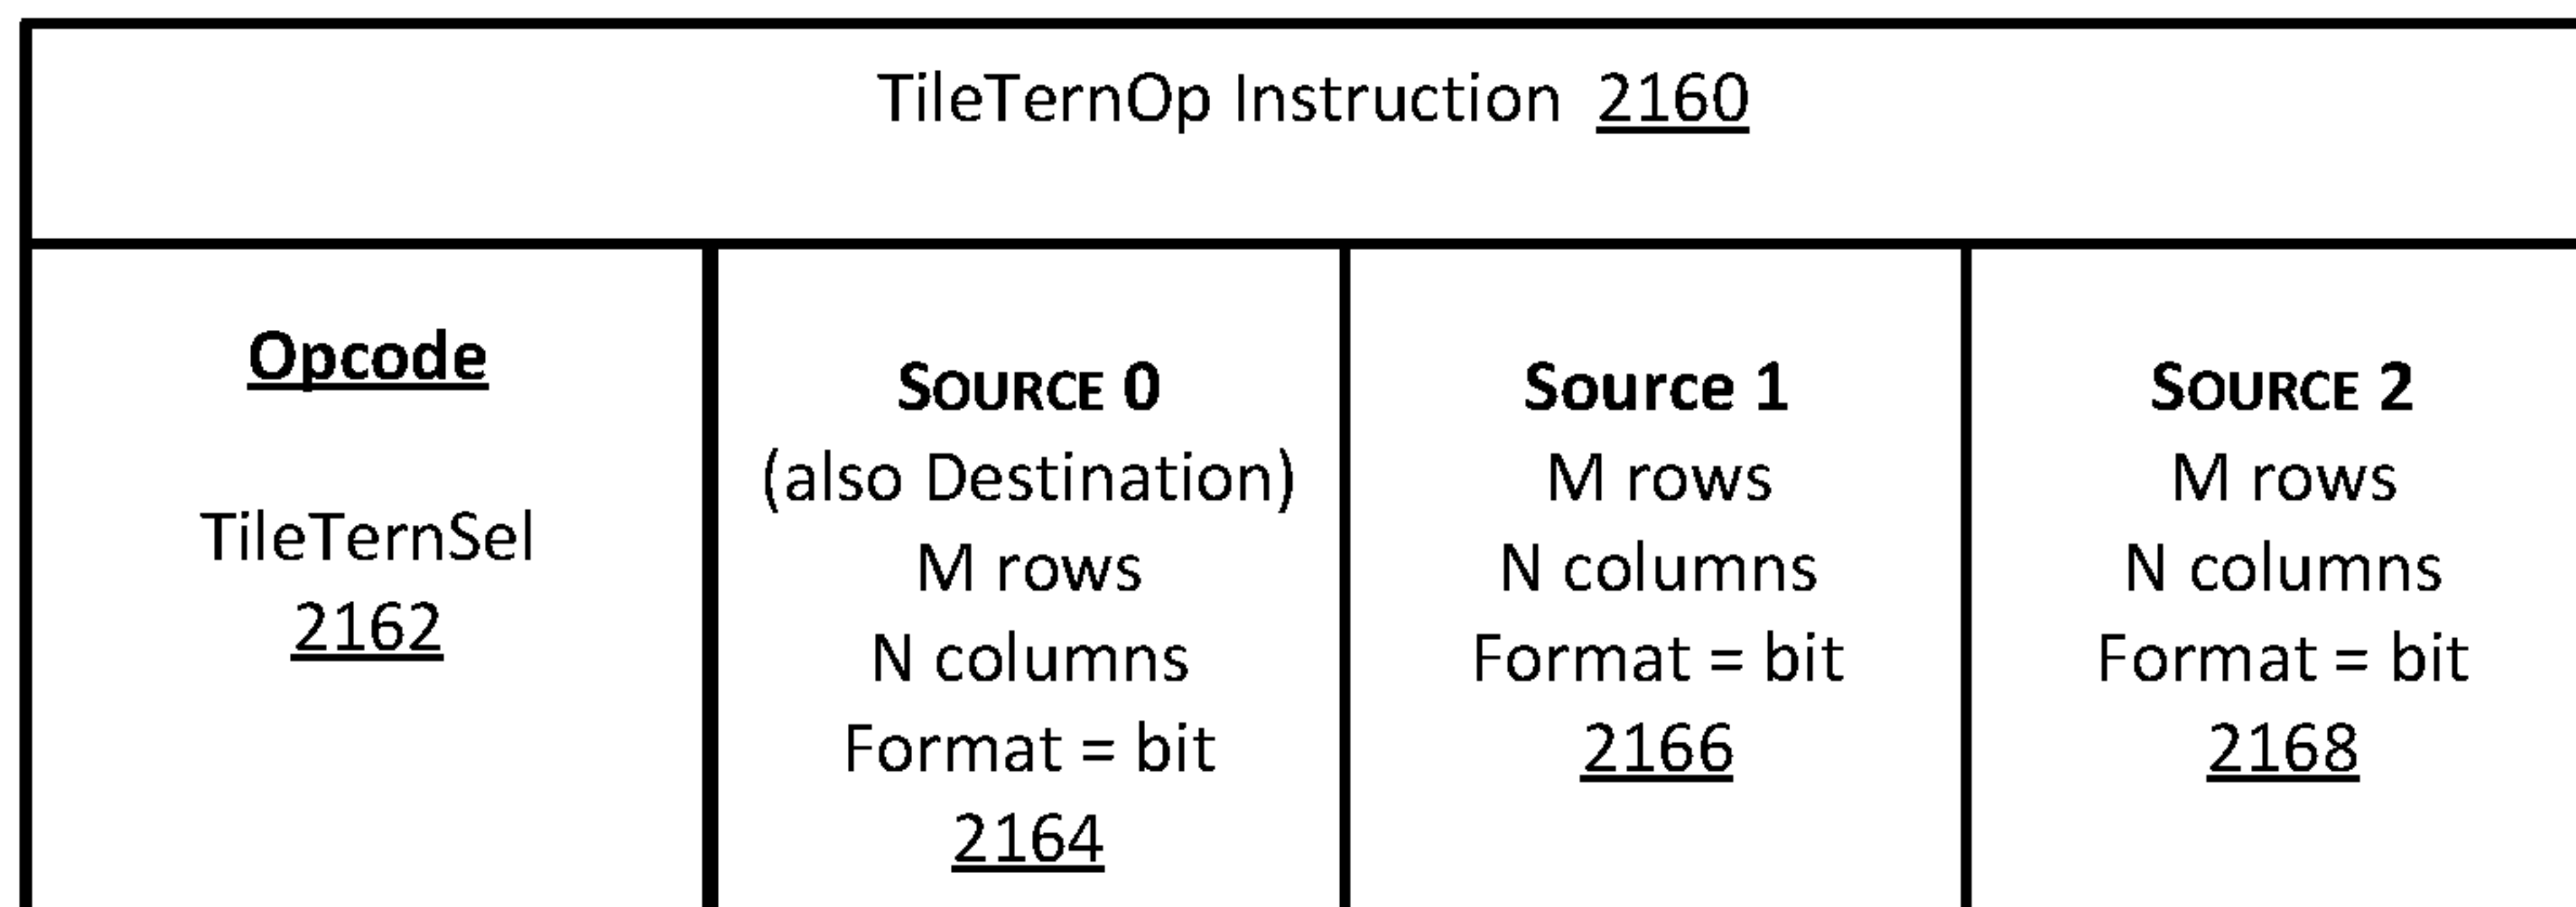 TileTernOp Instruction 2160
Opcode
TileTernSel
2162
SOURCE 0
(also Destination)
M rows
N columns
Format = bit
2164
Source 1
M rows
N columns
Format = bit
2166
SOURCE 2
M rows
N columns
Format = bit
2168